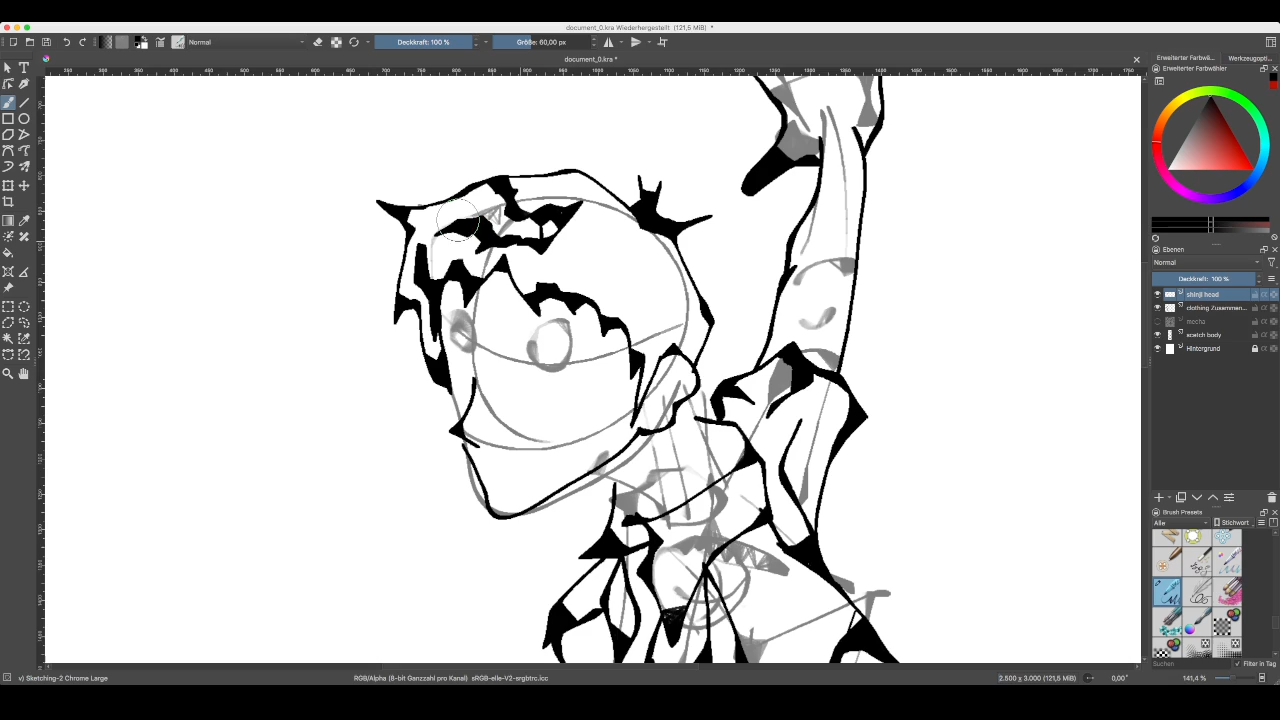 document_0.kra Wiederhergestellt (121,5 MiB) *
Normal
Deckkraft: 100 %
Größe: 60,00 px
document_0.kra *
Erweiterter Farbwä...
Werkzeugopti...
Erweiterter Farbwähler
Ebenen
Normal
Deckkraft: 100 %
shinji head
clothing Zusammen...
mocha
scetch body
Hintergrund
Brush Presets
Alle
Stichwort
Suchen
Filter in Tag
v) Sketching-2 Chrome Large
RGB/Alpha (8-bit Ganzzahl pro Kanal) sRGB-elle-V2-srgbtrc.icc
2.500 x 3.000 (121,5 MiB)
0,00°
141,4 %